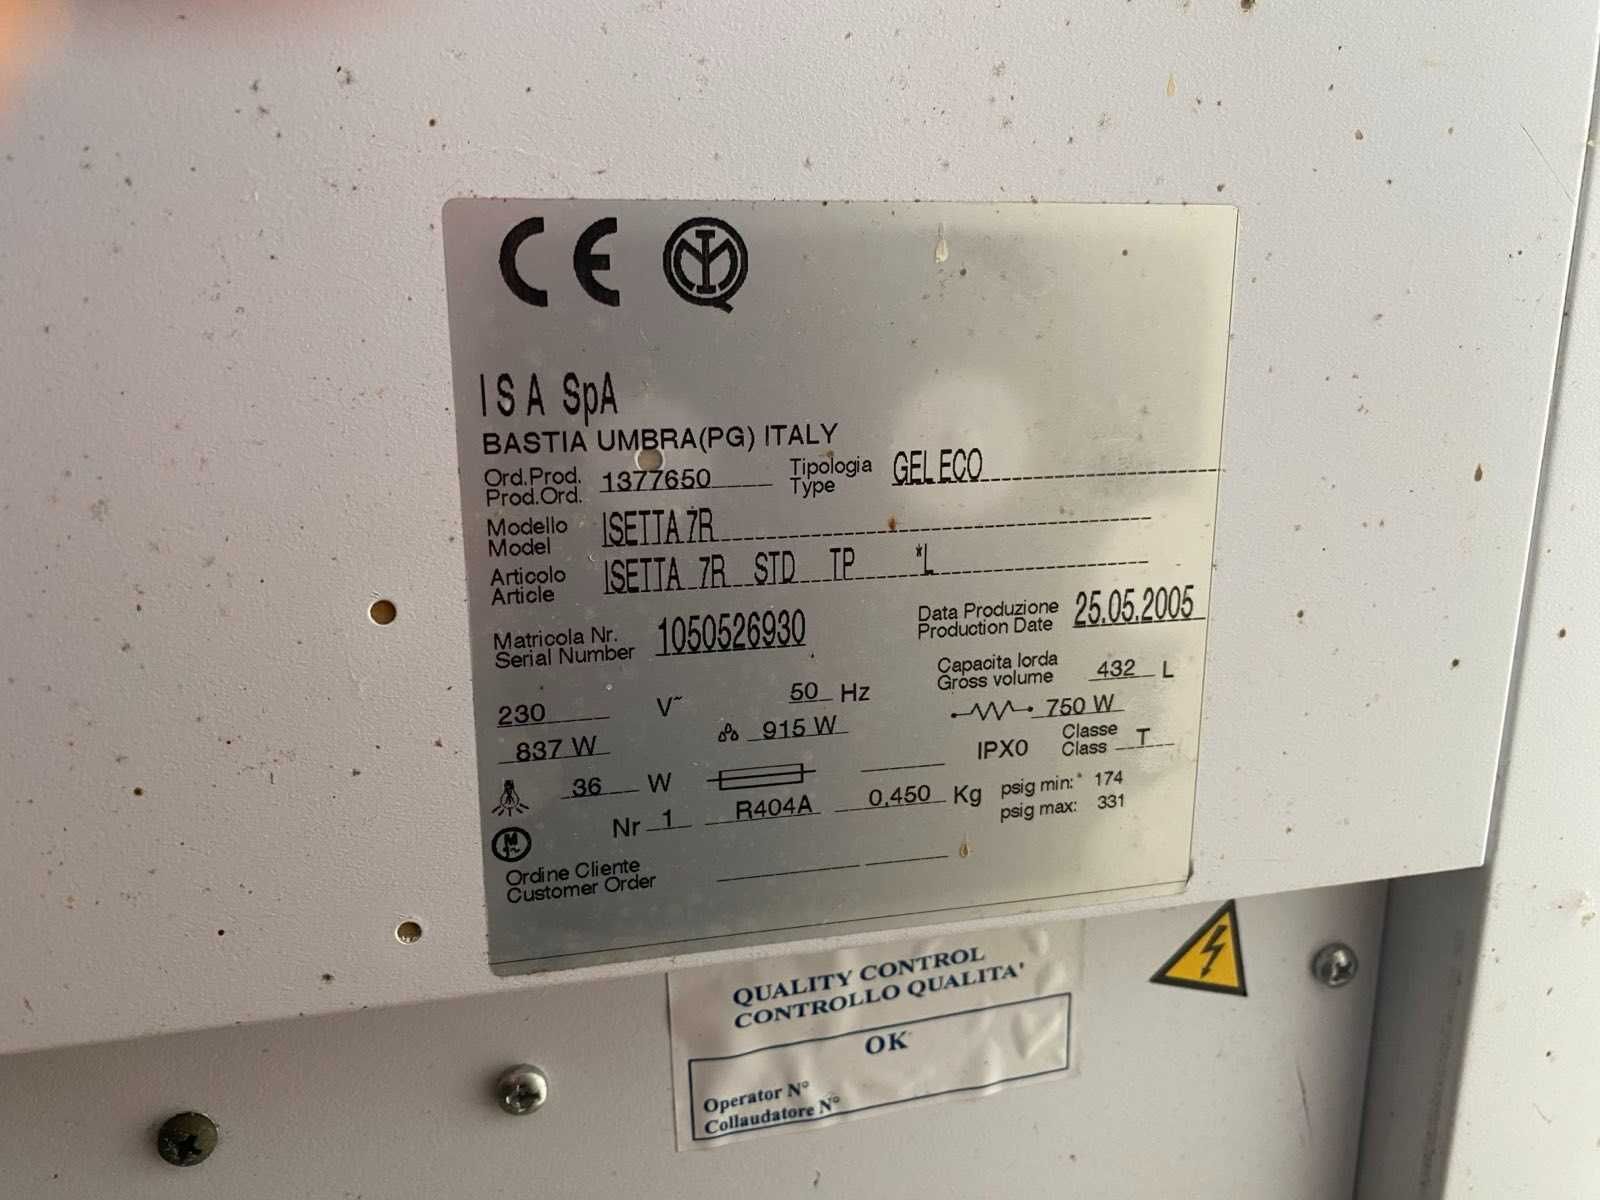 CE IMQ
ISA SpA
BASTIA UMBRA(PG) ITALY
Ord.Prod.
Prod.Ord. 1377650 Tipologia
Type GEL ECO
Modello
Model ISETTA 7R
Articolo
Article ISETTA 7R STD TP *L
Matricola Nr.
Serial Number 1050526930 Data Produzione
Production Date 25.05.2005
Capacita lorda
Gross volume 432 L
230 V~ 50 Hz 750 W
837 W 915 W IPX0 Classe
Class T
36 W
Nr 1 R404A 0,450 Kg psig min: 174
psig max: 331
M
1~
Ordine Cliente
Customer Order
QUALITY CONTROL
CONTROLLO QUALITA'
OK
Operator N°
Collaudatore N°